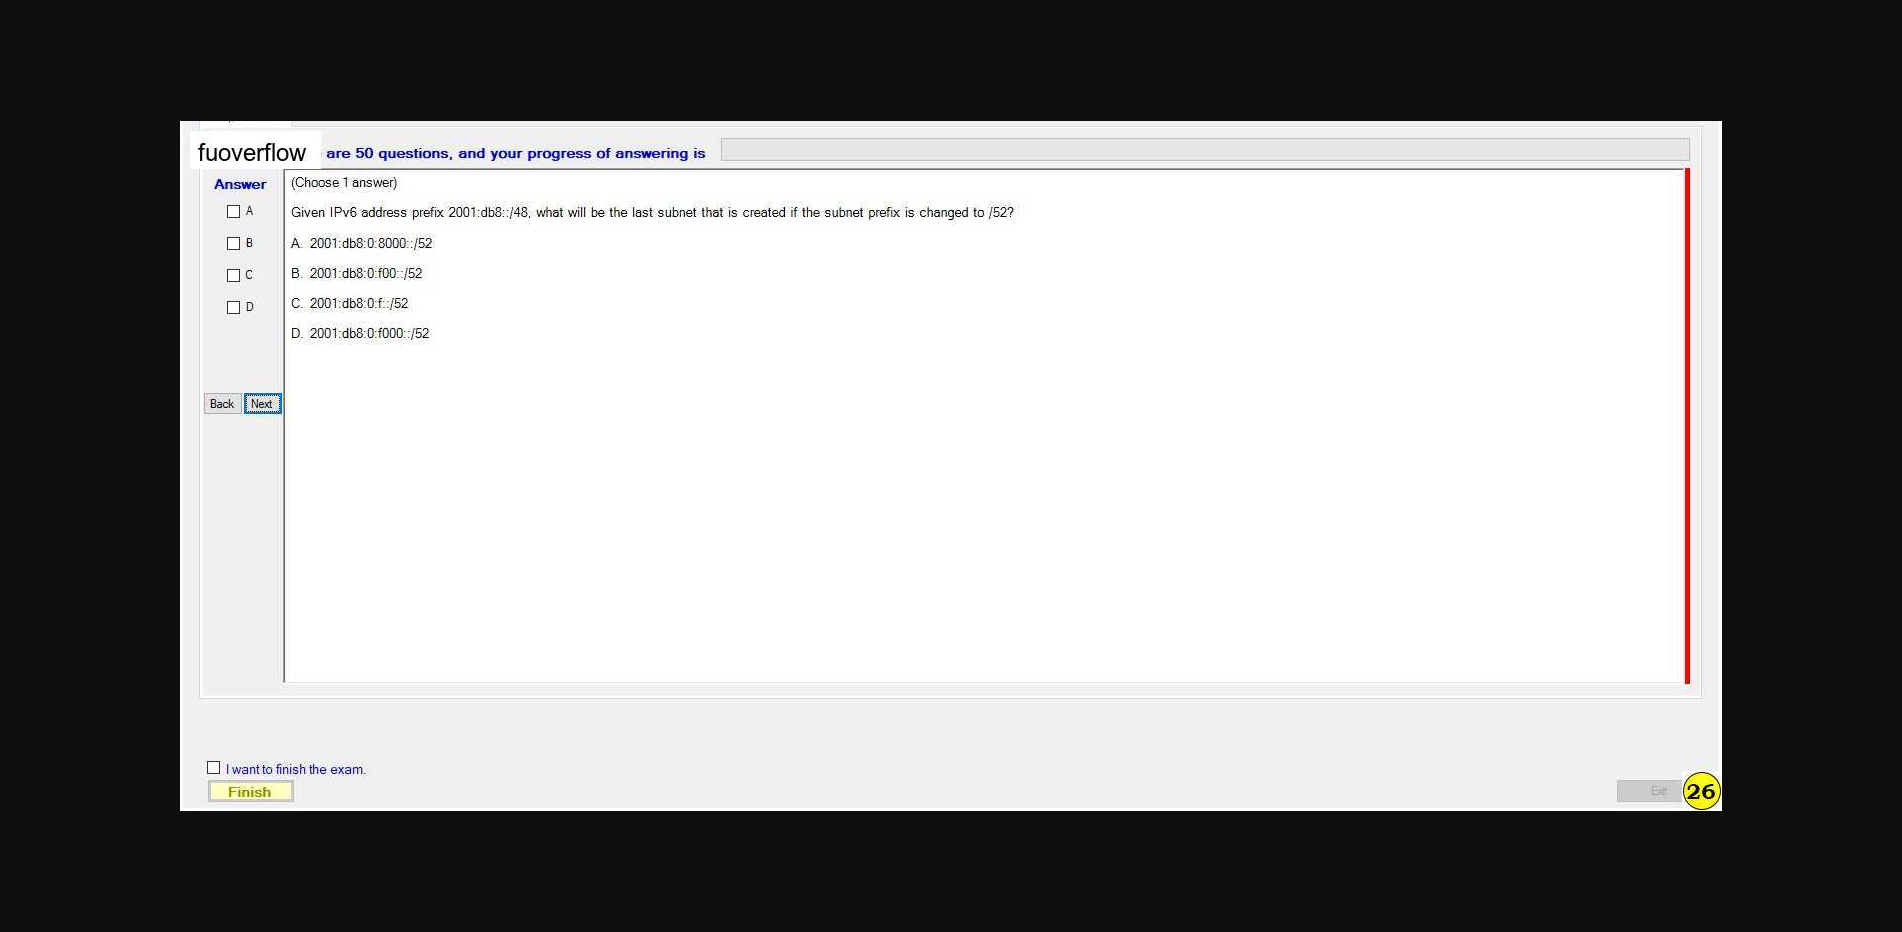 fuoverflow are 50 questions, and your progress of answering is
Answer
(Choose 1 answer)
A
Given IPv6 address prefix 2001:db8::/48, what will be the last subnet that is created if the subnet prefix is changed to /52?
B
A. 2001:db8:0:8000::/52
C
B. 2001:db8:0:f00::/52
D
C. 2001:db8:0:f::/52
D. 2001:db8:0:f000::/52
Back Next
I want to finish the exam.
Finish
Exit
26